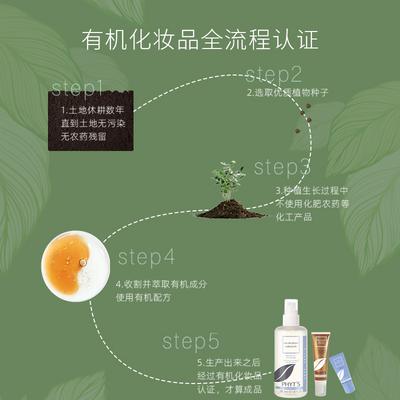 有机化妆品全流程认证
step1
1.土地休耕数年
直到土地无污染
无农药残留
step2
2.选取优质植物种子
step3
3.种植生长过程中
不使用化肥农药等
化工产品
step4
4.收割并萃取有机成分
使用有机配方
step5
5.生产出来之后
经过有机化妆品
认证，才算成品
PHYT'S